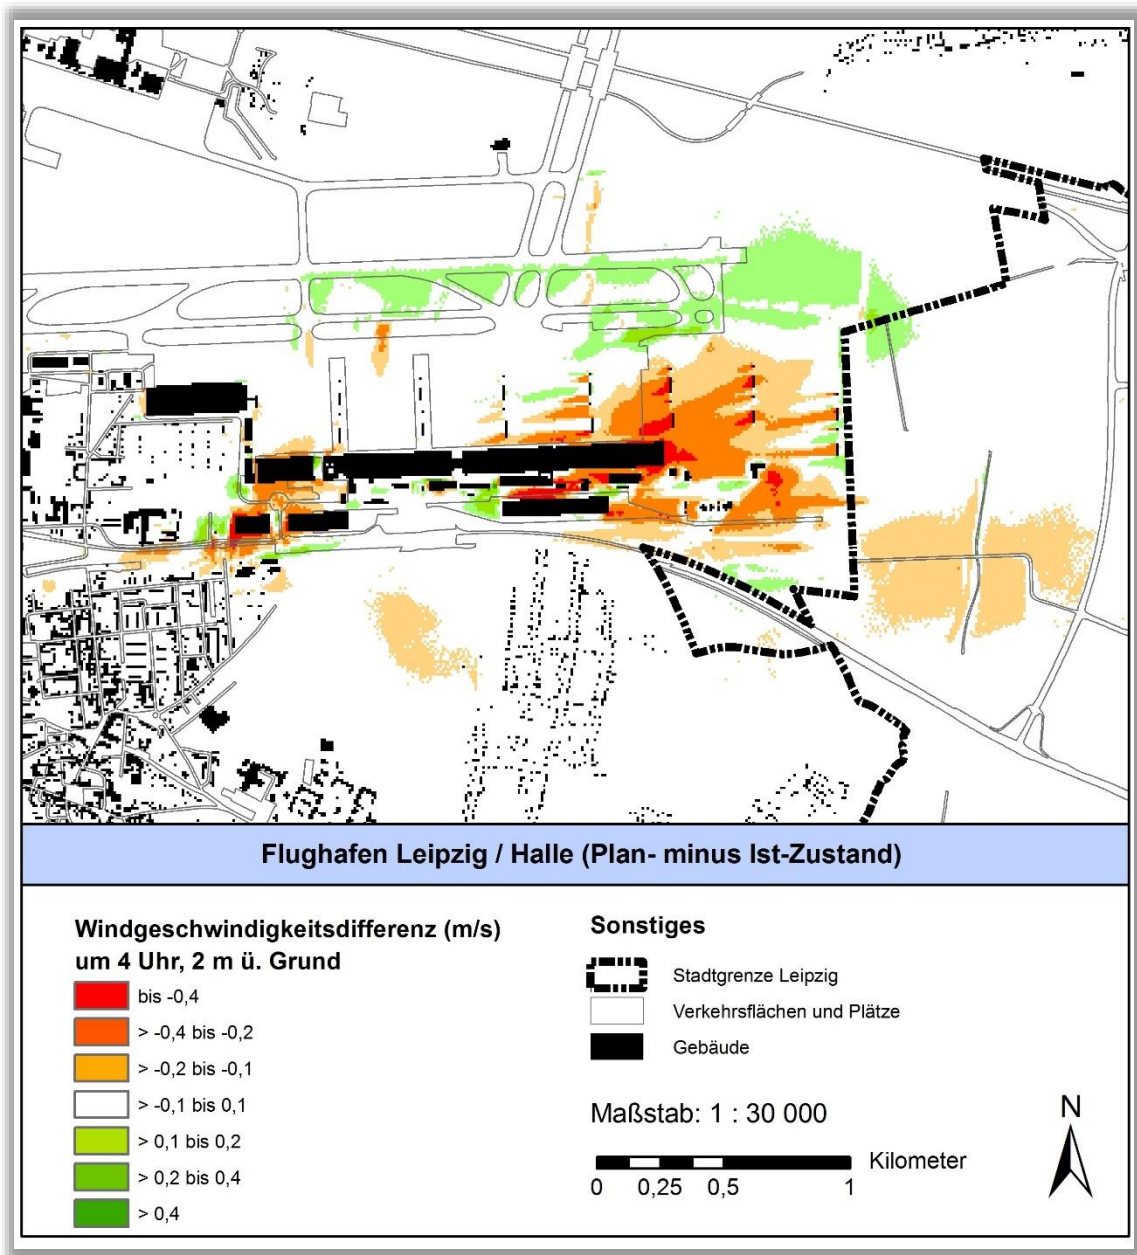 Flughafen Leipzig / Halle (Plan- minus Ist-Zustand)
Windgeschwindigkeitsdifferenz (m/s)
um 4 Uhr, 2 m ü. Grund
bis -0,4
> -0,4 bis -0,2
> -0,2 bis -0,1
> -0,1 bis 0,1
> 0,1 bis 0,2
> 0,2 bis 0,4
> 0,4
Sonstiges
Stadtgrenze Leipzig
Verkehrsflächen und Plätze
Gebäude
Maßstab: 1 : 30 000
Kilometer
0 0,25 0,5 1
N